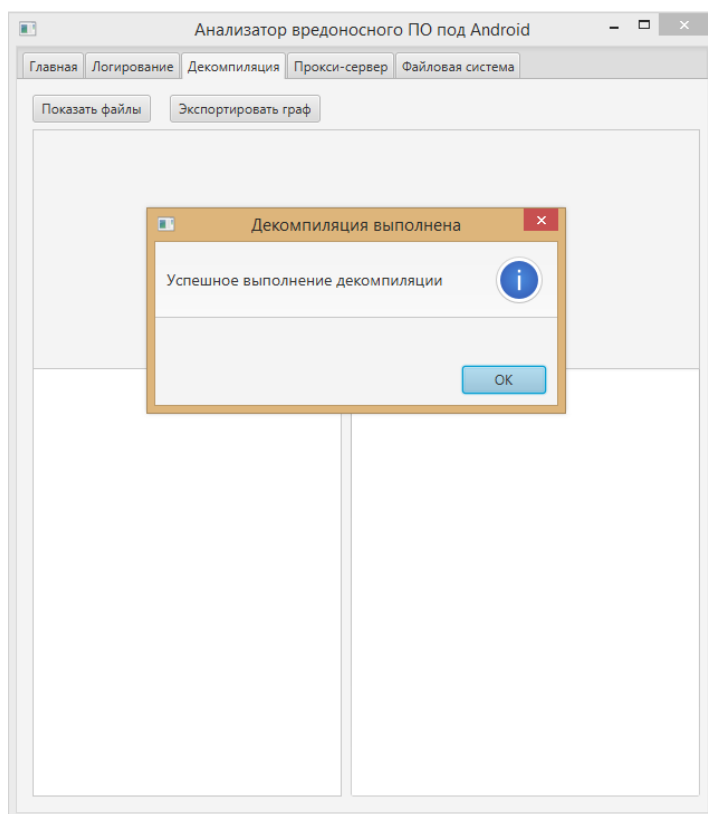 Анализатор вредоносного ПО под Android
Главная Логирование Декомпиляция Прокси-сервер Файловая система
Показать файлы Экспортировать граф
Декомпиляция выполнена
Успешное выполнение декомпиляции
OK